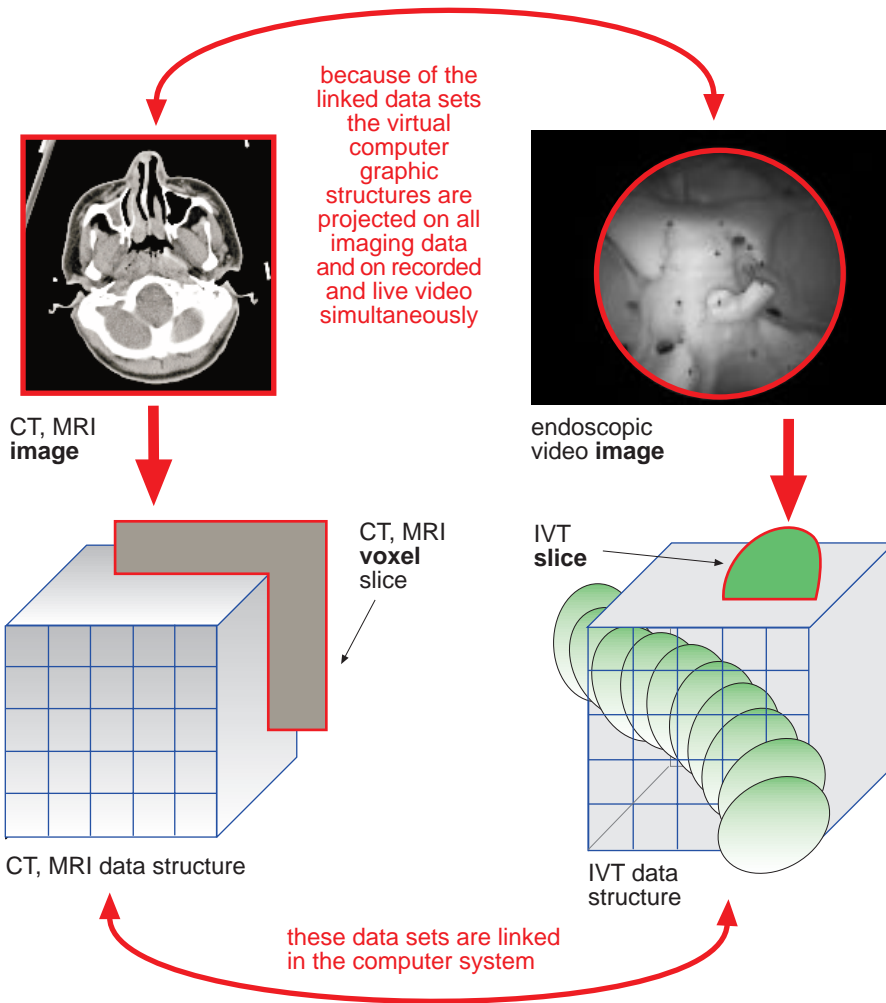 because of the
linked data sets
the virtual
computer
graphic
structures are
projected on all
imaging data
and on recorded
and live video
simultaneously
CT, MRI
image
endoscopic
video image
CT, MRI
voxel
slice
IVT
slice
CT, MRI data structure
IVT data
structure
these data sets are linked
in the computer system